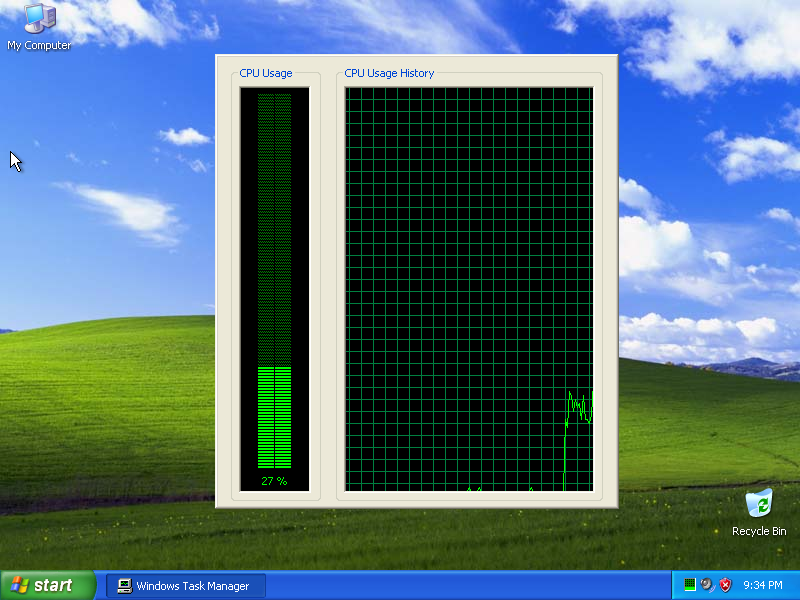 My Computer
CPU Usage
CPU Usage History
27 %
Recycle Bin
start
Windows Task Manager
9:34 PM